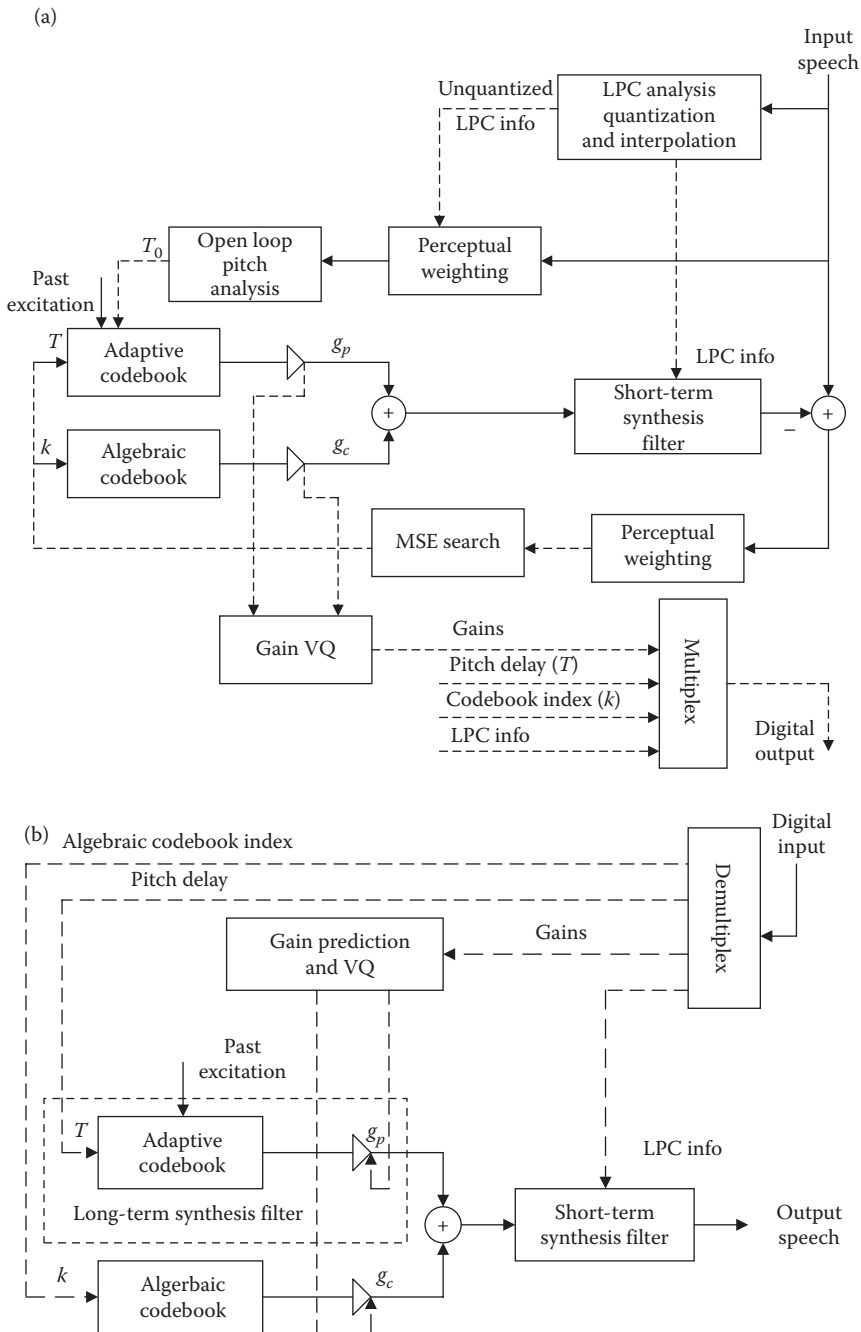 (a)
Input
speech
Unquantized
LPC info
LPC analysis
quantization
and interpolation
T0
Open loop
pitch
analysis
Perceptual
weighting
Past
excitation
T
Adaptive
codebook
gp
LPC info
+
Short-term
synthesis
filter
+
−
k
Algebraic
codebook
gc
MSE search
Perceptual
weighting
Gain VQ
Gains
Pitch delay (T)
Codebook index (k)
LPC info
Multiplex
Digital
output
(b)
Algebraic codebook index
Digital
input
Pitch delay
Demultiplex
Gain prediction
and VQ
Gains
Past
excitation
T
Adaptive
codebook
gp
LPC info
Long-term synthesis filter
+
Short-term
synthesis filter
Output
speech
k
Algerbaic
codebook
gc